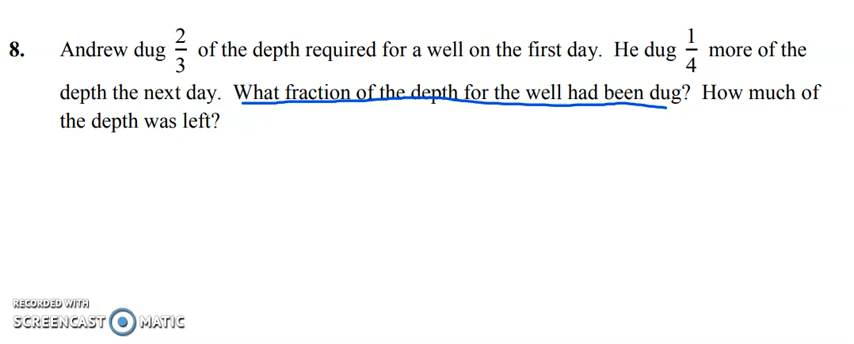 8. Andrew dug 2/3 of the depth required for a well on the first day. He dug 1/4 more of the
depth the next day. What fraction of the depth for the well had been dug? How much of
the depth was left?
RECORDED WITH
SCREENCAST MATIC